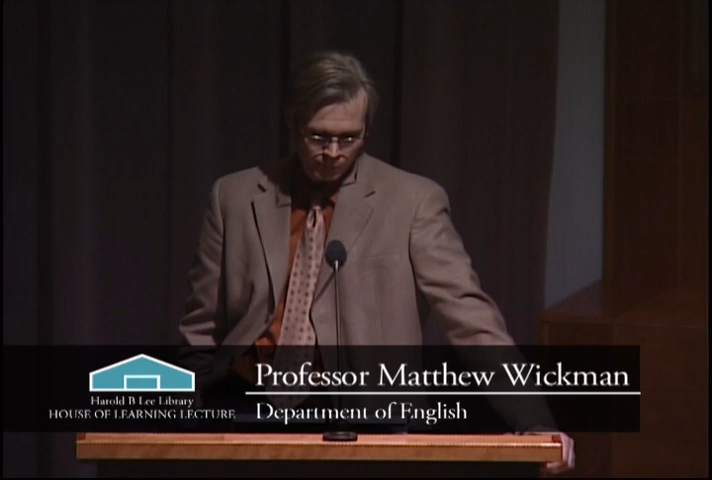 Professor Matthew Wickman
Department of English
Harold B Lee Library
HOUSE OF LEARNING LECTURE